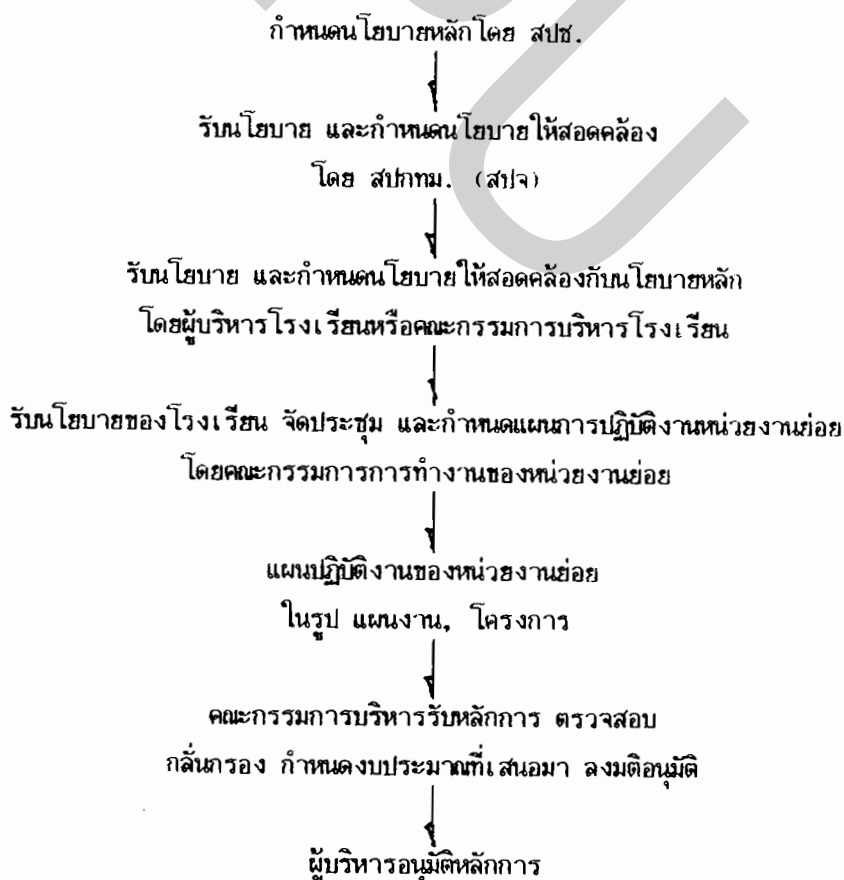 กำหนดนโยบายหลักโดย สปช.
รับนโยบาย และกำหนดนโยบายให้สอดคล้อง
โดย สปกทม. (สปจ)
รับนโยบาย และกำหนดนโยบายให้สอดคล้องกับนโยบายหลัก
โดยผู้บริหารโรงเรียนหรือคณะกรรมการบริหารโรงเรียน
รับนโยบายของโรงเรียน จัดประชุม และกำหนดแผนการปฏิบัติงานหน่วยงานย่อย
โดยคณะกรรมการการทำงานของหน่วยงานย่อย
แผนปฏิบัติงานของหน่วยงานย่อย
ในรูป แผนงาน, โครงการ
คณะกรรมการบริหารรับหลักการ ตรวจสอบ
กลั่นกรอง กำหนดงบประมาณที่เสนอมา ลงมติอนุมัติ
ผู้บริหารอนุมัติหลักการ